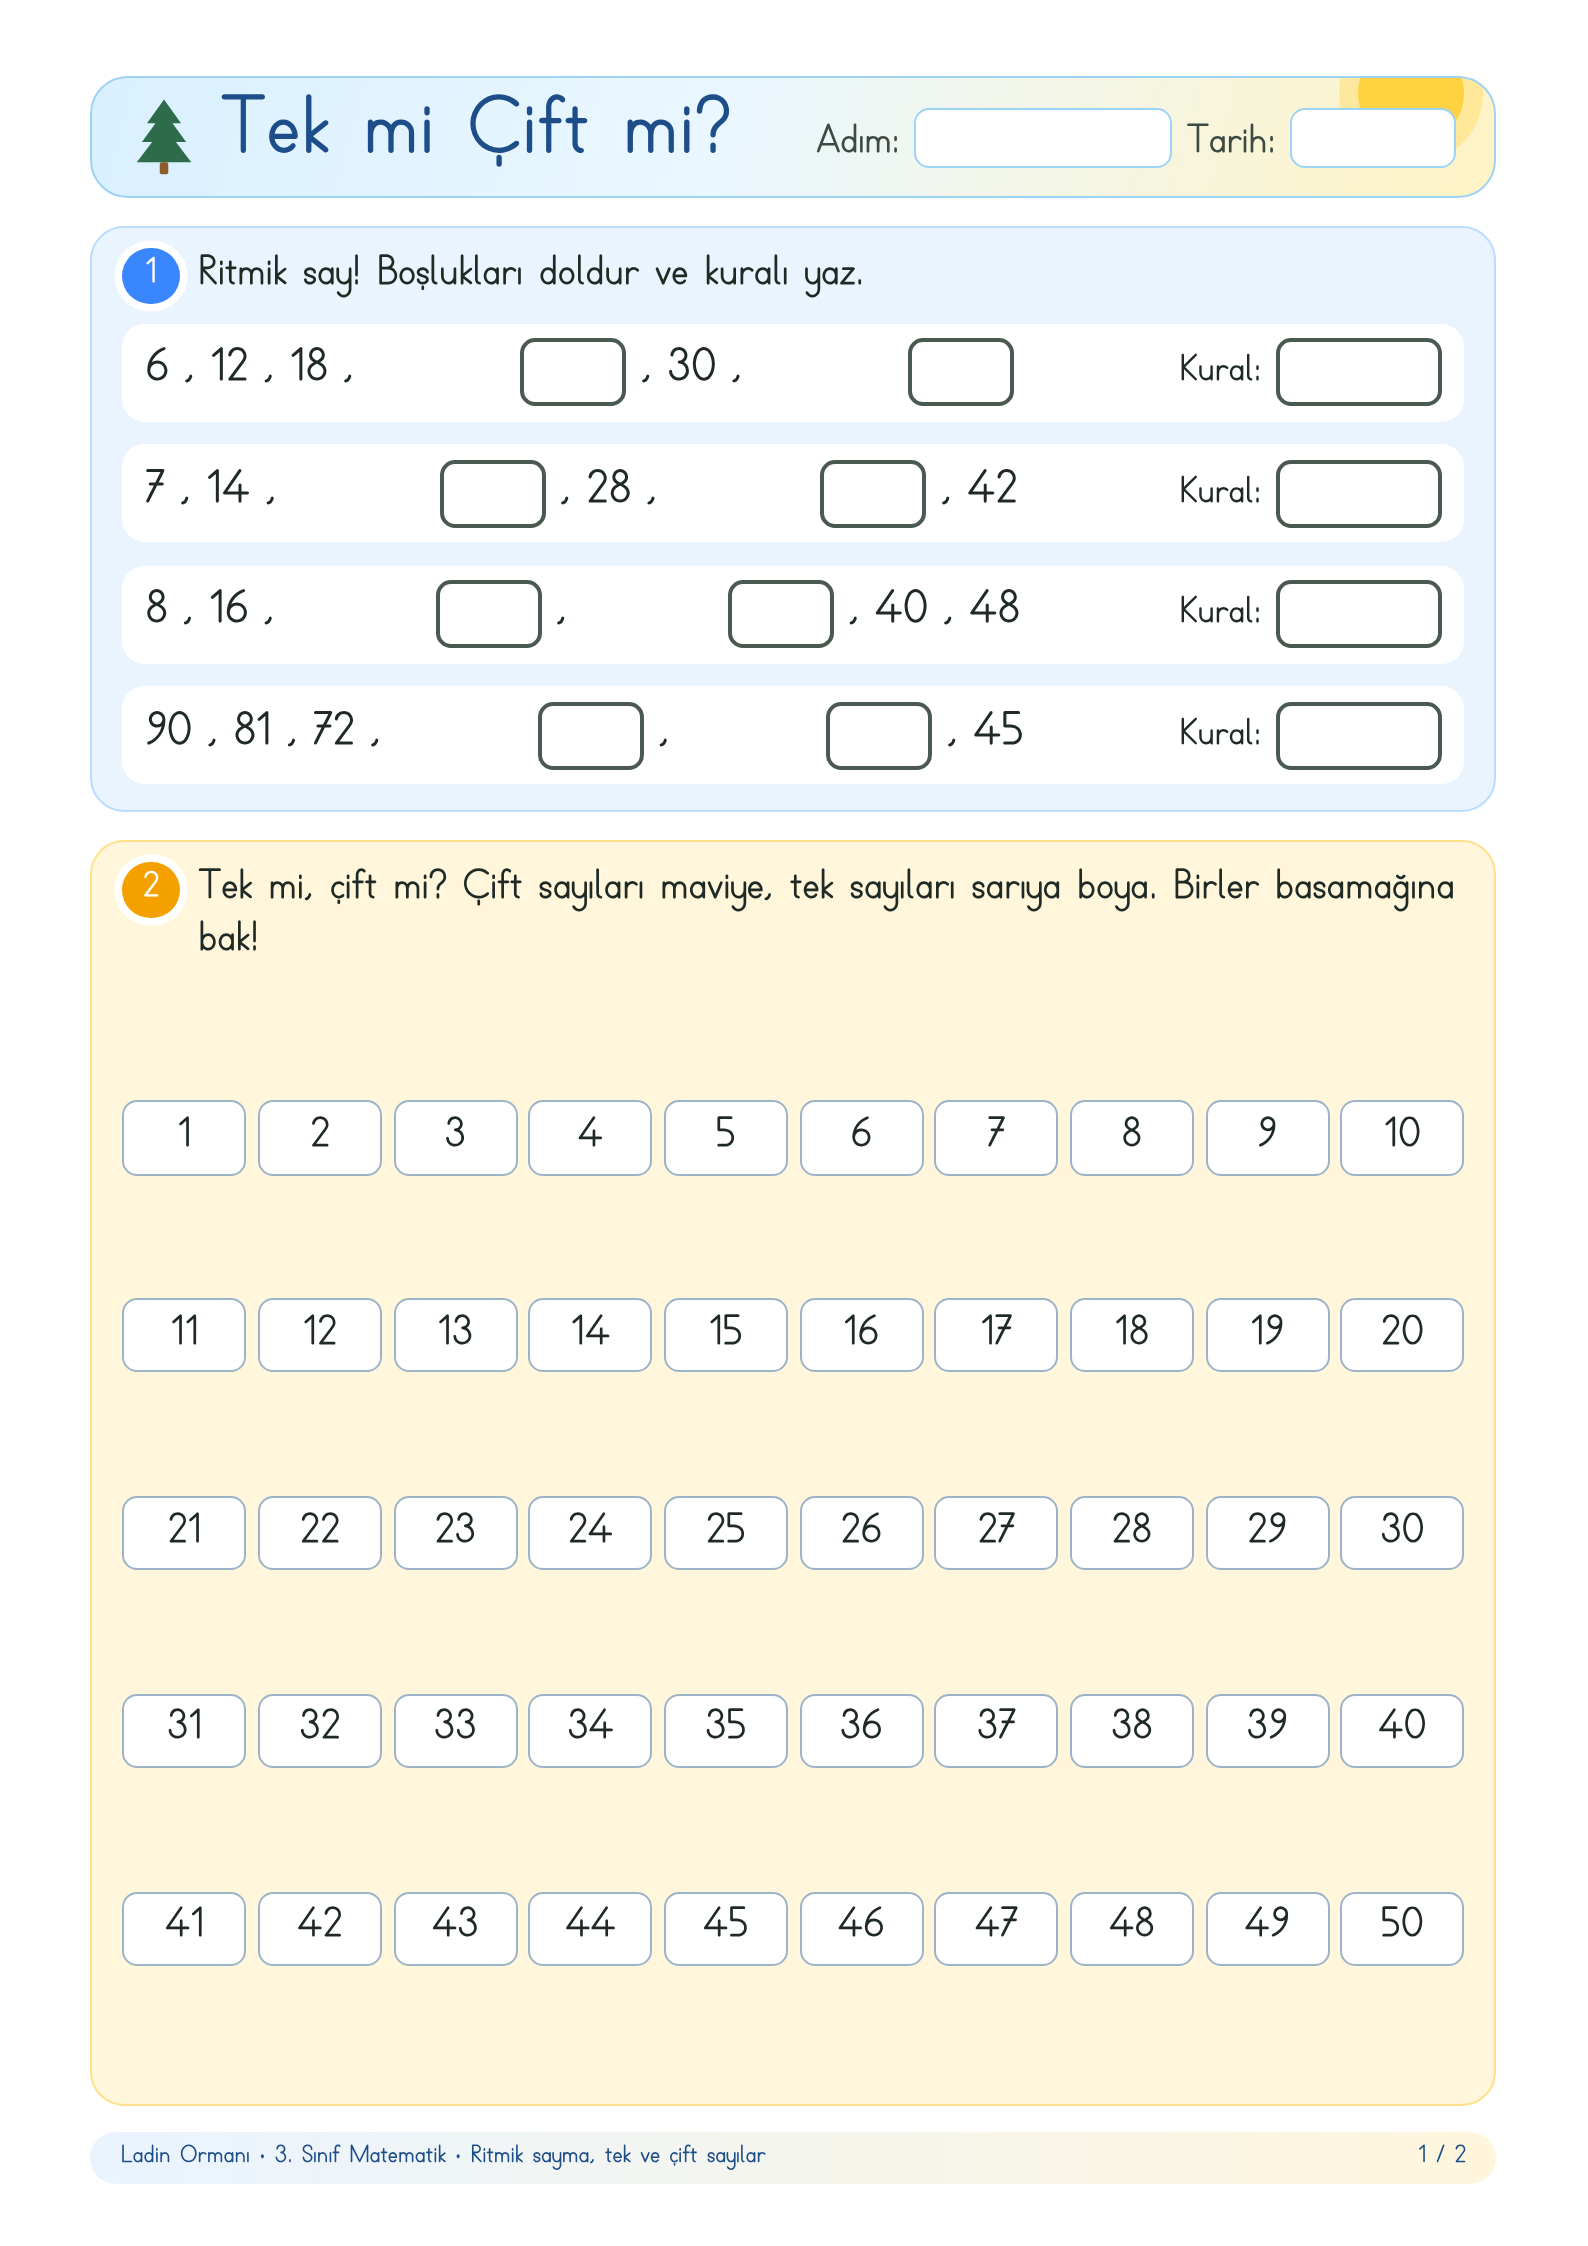 Tek mi Çift mi? Adım: Tarih:
1 Ritmik say! Boşlukları doldur ve kuralı yaz.
6 , 12 , 18 , , 30 , Kural:
7 , 14 , , 28 , , 42 Kural:
8 , 16 , , , 40 , 48 Kural:
90 , 81 , 72 , , , 45 Kural:
2 Tek mi, çift mi? Çift sayıları maviye, tek sayıları sarıya boya. Birler basamağına
bak!
1 2 3 4 5 6 7 8 9 10
11 12 13 14 15 16 17 18 19 20
21 22 23 24 25 26 27 28 29 30
31 32 33 34 35 36 37 38 39 40
41 42 43 44 45 46 47 48 49 50
Ladin Ormanı • 3. Sınıf Matematik • Ritmik sayma, tek ve çift sayılar 1 / 2